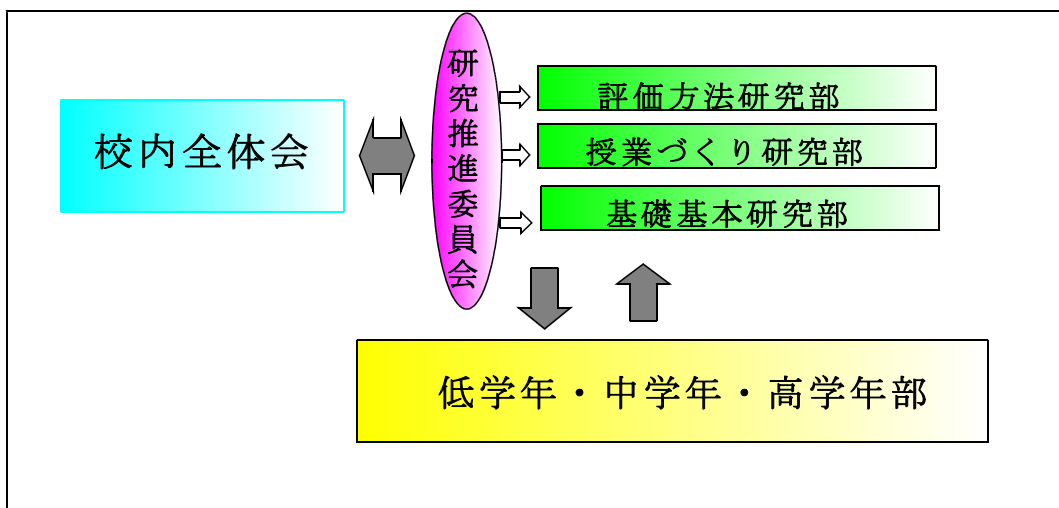 校内全体会
研究推進委員会
評価方法研究部
授業づくり研究部
基礎基本研究部
低学年・中学年・高学年部